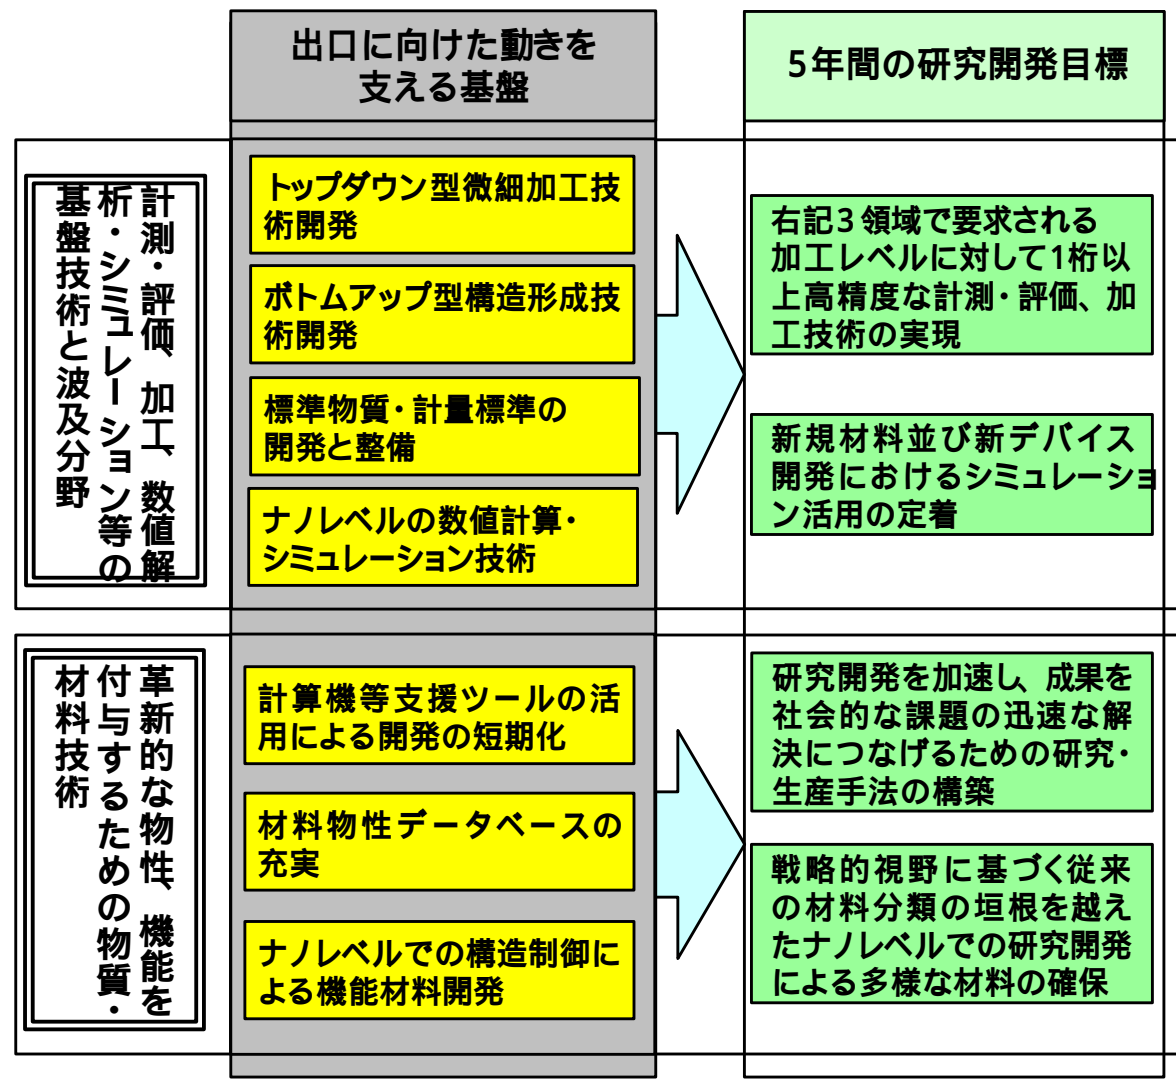 出口に向けた動きを
支える基盤
5年間の研究開発目標
計測・評価、加工、数値解
析・シミュレーション等の
基盤技術と波及分野
トップダウン型微細加工技
術開発
ボトムアップ型構造形成技
術開発
標準物質・計量標準の
開発と整備
ナノレベルの数値計算・
シミュレーション技術
右記3領域で要求される
加工レベルに対して1桁以
上高精度な計測・評価、加
工技術の実現
新規材料並び新デバイス
開発におけるシミュレーショ
ン活用の定着
革新的な物性、機能を
付与するための物質・
材料技術
計算機等支援ツールの活
用による開発の短期化
材料物性データベースの
充実
ナノレベルでの構造制御に
よる機能材料開発
研究開発を加速し、成果を
社会的な課題の迅速な解
決につなげるための研究・
生産手法の構築
戦略的視野に基づく従来
の材料分類の垣根を越え
たナノレベルでの研究開発
による多様な材料の確保